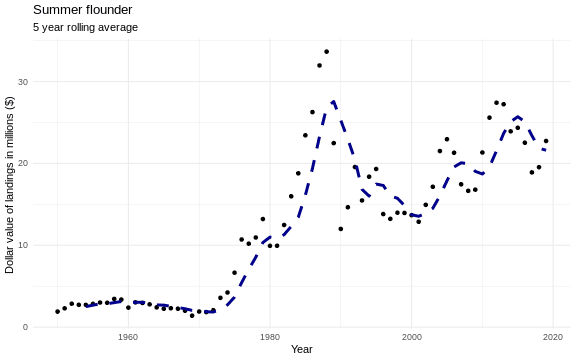 Summer flounder
5 year rolling average
Dollar value of landings in millions ($)
30
20
10
0
1960
1980
2000
2020
Year